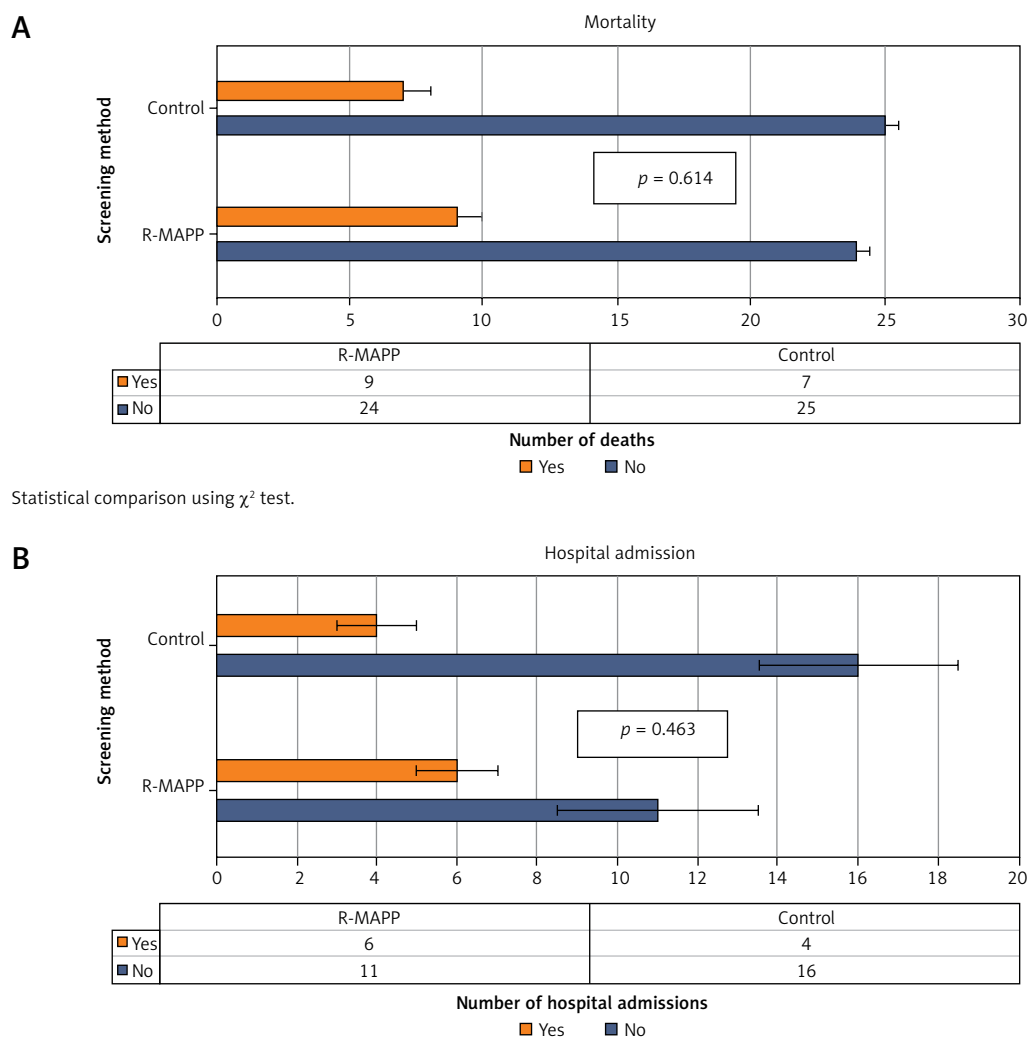 A
Mortality
Screening method
Control
R-MAPP
p = 0.614
0 5 10 15 20 25 30
R-MAPP Control
Yes 9 7
No 24 25
Number of deaths
Yes No
Statistical comparison using χ² test.
B
Hospital admission
Screening method
Control
R-MAPP
p = 0.463
0 2 4 6 8 10 12 14 16 18 20
R-MAPP Control
Yes 6 4
No 11 16
Number of hospital admissions
Yes No